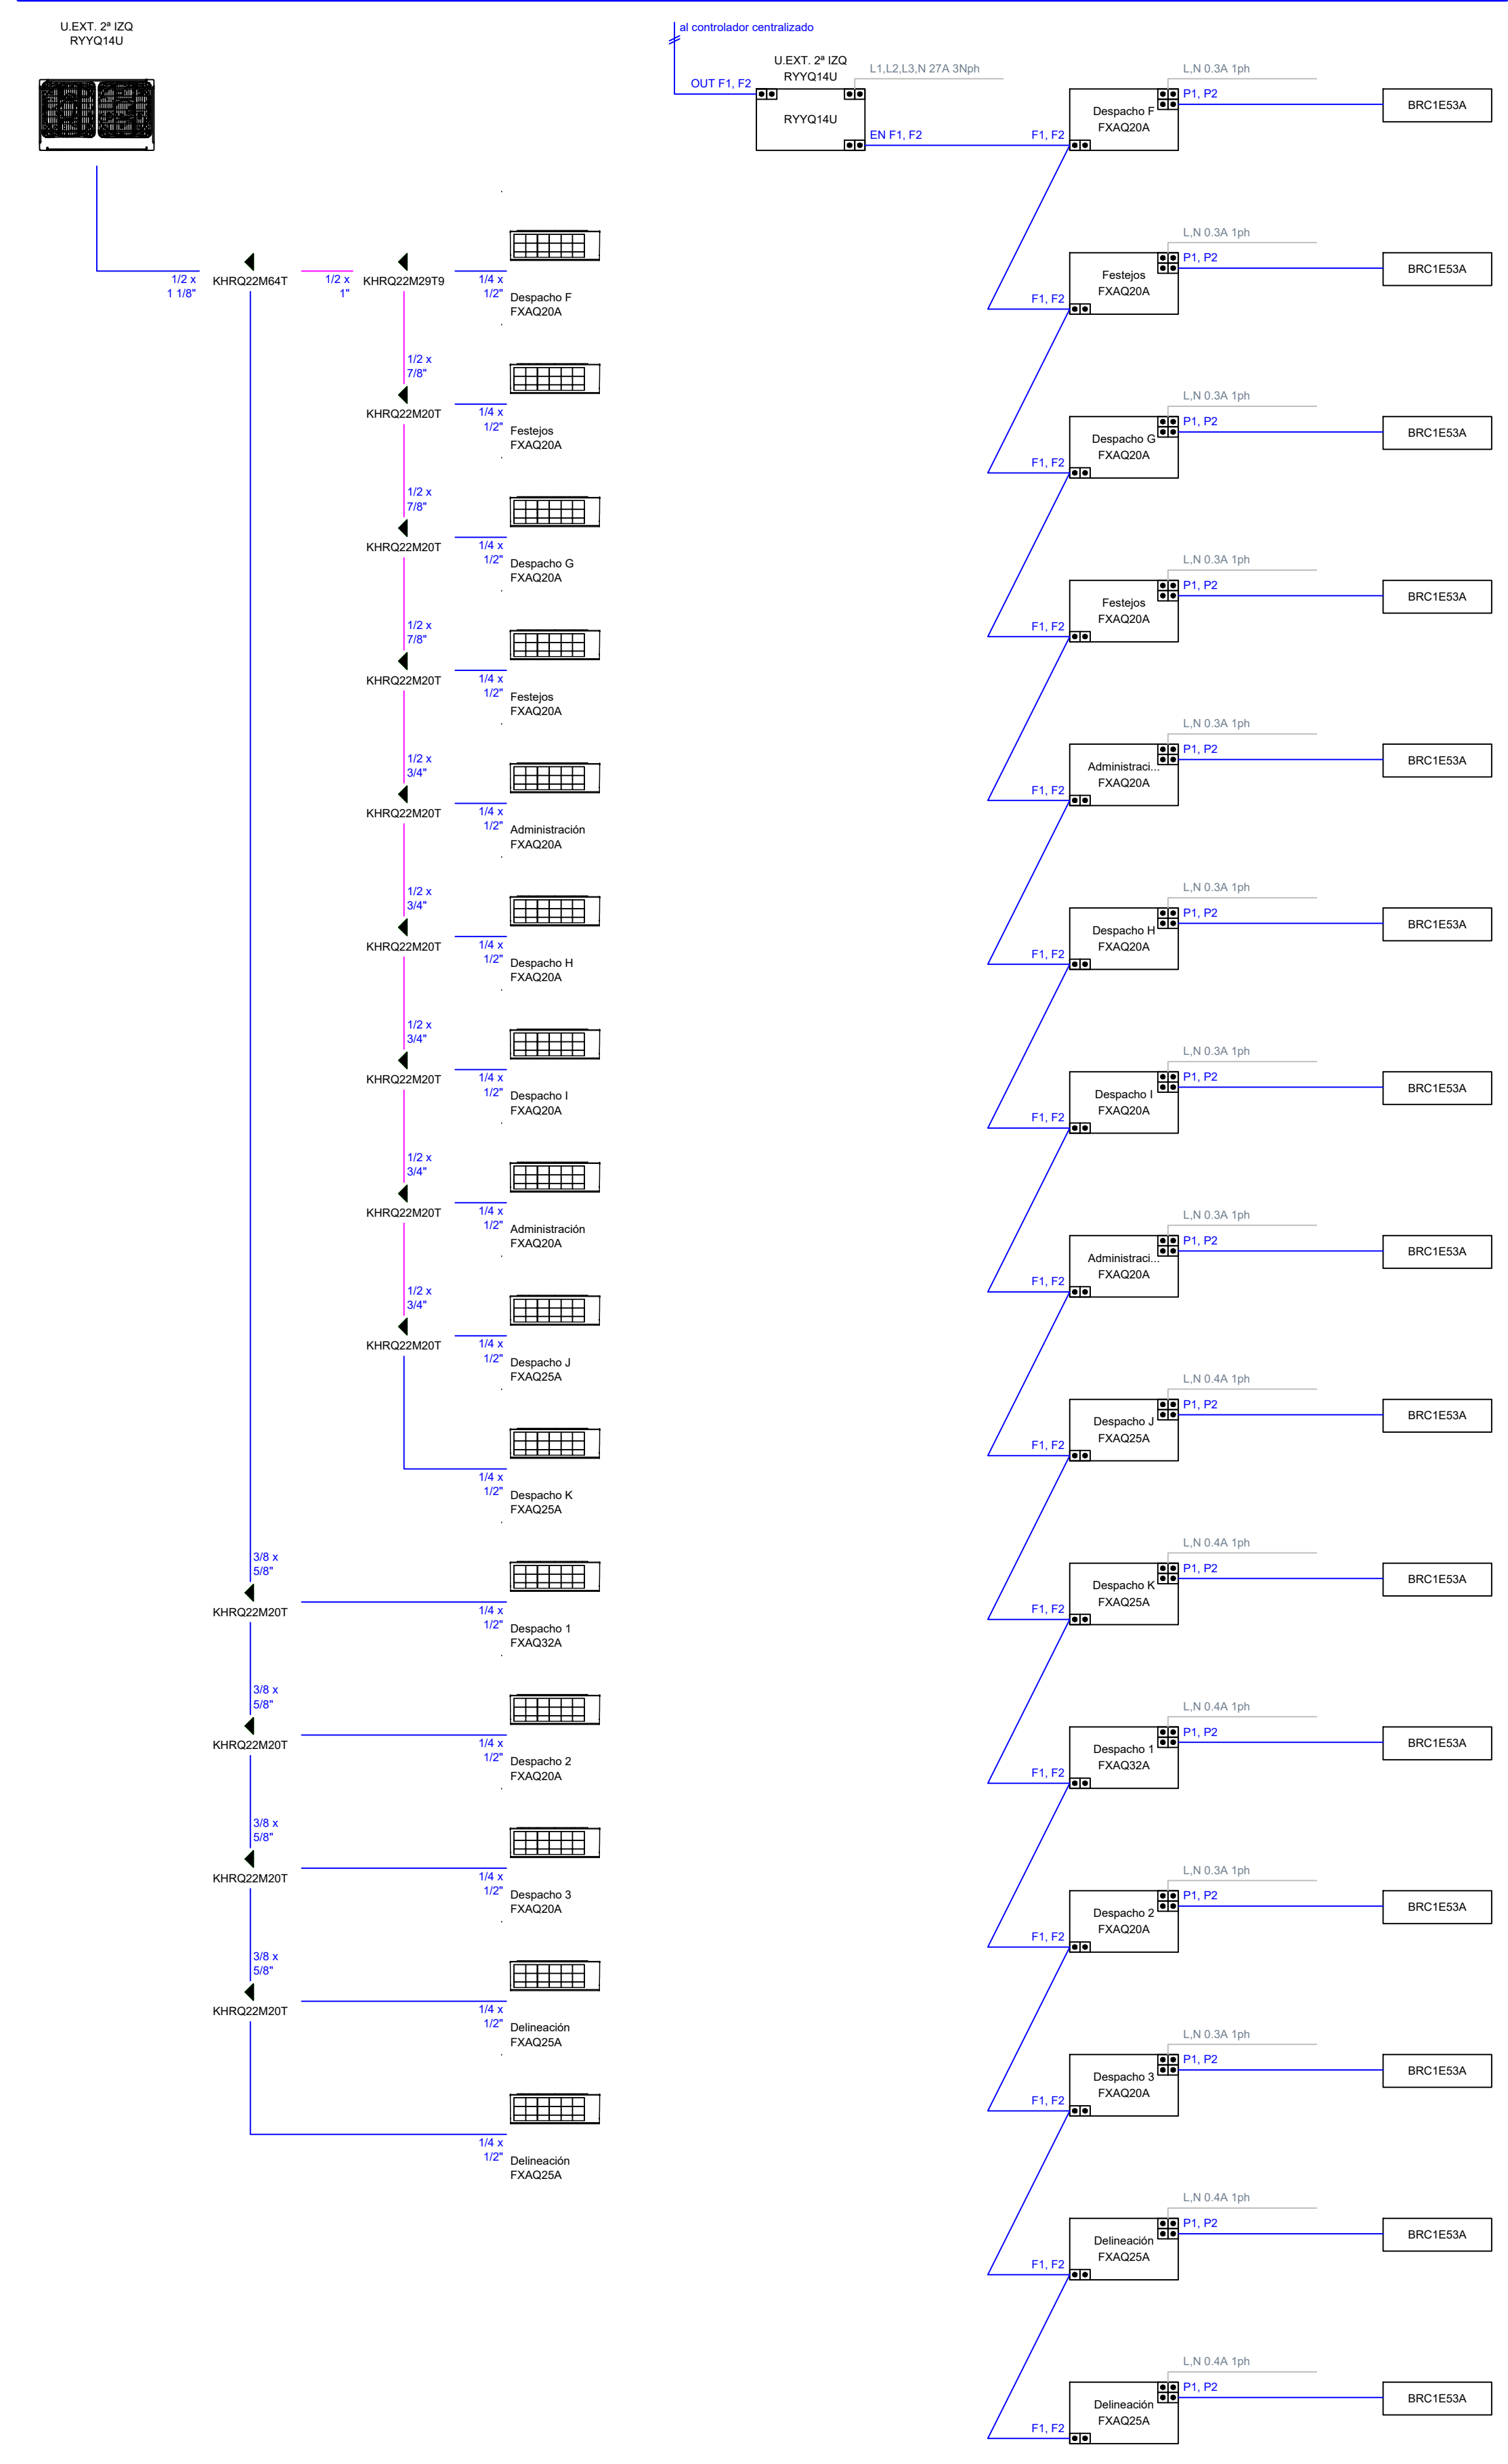 U.EXT. 2ª IZQ
RYYQ14U
1/2 x
1 1/8"
KHRQ22M64T
1/2 x
1"
KHRQ22M29T9
1/4 x
1/2"
Despacho F
FXAQ20A
1/2 x
7/8"
KHRQ22M20T
1/4 x
1/2"
Festejos
FXAQ20A
1/2 x
7/8"
KHRQ22M20T
1/4 x
1/2"
Despacho G
FXAQ20A
1/2 x
7/8"
KHRQ22M20T
1/4 x
1/2"
Festejos
FXAQ20A
1/2 x
3/4"
KHRQ22M20T
1/4 x
1/2"
Administración
FXAQ20A
1/2 x
3/4"
KHRQ22M20T
1/4 x
1/2"
Despacho H
FXAQ20A
1/2 x
3/4"
KHRQ22M20T
1/4 x
1/2"
Despacho I
FXAQ20A
1/2 x
3/4"
KHRQ22M20T
1/4 x
1/2"
Administración
FXAQ20A
1/2 x
3/4"
KHRQ22M20T
1/4 x
1/2"
Despacho J
FXAQ25A
1/4 x
1/2"
Despacho K
FXAQ25A
3/8 x
5/8"
KHRQ22M20T
1/4 x
1/2"
Despacho 1
FXAQ32A
3/8 x
5/8"
KHRQ22M20T
1/4 x
1/2"
Despacho 2
FXAQ20A
3/8 x
5/8"
KHRQ22M20T
1/4 x
1/2"
Despacho 3
FXAQ20A
3/8 x
5/8"
KHRQ22M20T
1/4 x
1/2"
Delineación
FXAQ25A
1/4 x
1/2"
Delineación
FXAQ25A
al controlador centralizado
OUT F1, F2
U.EXT. 2ª IZQ
RYYQ14U
RYYQ14U
L1,L2,L3,N 27A 3Nph
EN F1, F2
F1, F2
L,N 0.3A 1ph
P1, P2
Despacho F
FXAQ20A
BRC1E53A
L,N 0.3A 1ph
P1, P2
Festejos
FXAQ20A
F1, F2
BRC1E53A
L,N 0.3A 1ph
P1, P2
Despacho G
FXAQ20A
F1, F2
BRC1E53A
L,N 0.3A 1ph
P1, P2
Festejos
FXAQ20A
F1, F2
BRC1E53A
L,N 0.3A 1ph
P1, P2
Administraci...
FXAQ20A
F1, F2
BRC1E53A
L,N 0.3A 1ph
P1, P2
Despacho H
FXAQ20A
F1, F2
BRC1E53A
L,N 0.3A 1ph
P1, P2
Despacho I
FXAQ20A
F1, F2
BRC1E53A
L,N 0.3A 1ph
P1, P2
Administraci...
FXAQ20A
F1, F2
BRC1E53A
L,N 0.4A 1ph
P1, P2
Despacho J
FXAQ25A
F1, F2
BRC1E53A
L,N 0.4A 1ph
P1, P2
Despacho K
FXAQ25A
F1, F2
BRC1E53A
L,N 0.4A 1ph
P1, P2
Despacho 1
FXAQ32A
F1, F2
BRC1E53A
L,N 0.3A 1ph
P1, P2
Despacho 2
FXAQ20A
F1, F2
BRC1E53A
L,N 0.3A 1ph
P1, P2
Despacho 3
FXAQ20A
F1, F2
BRC1E53A
L,N 0.4A 1ph
P1, P2
Delineación
FXAQ25A
F1, F2
BRC1E53A
L,N 0.4A 1ph
P1, P2
Delineación
FXAQ25A
F1, F2
BRC1E53A